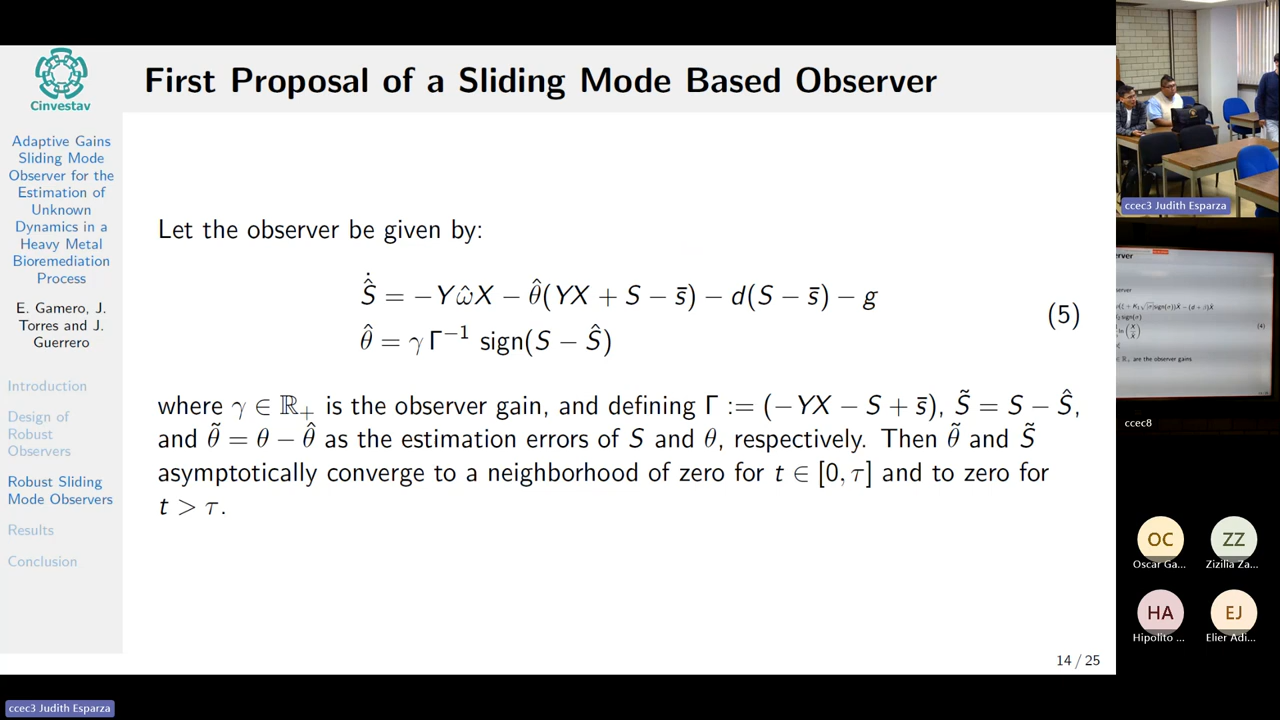 Cinvestav
First Proposal of a Sliding Mode Based Observer
Adaptive Gains
Sliding Mode
Observer for the
Estimation of
Unknown
Dynamics in a
Heavy Metal
Bioremediation
Process
E. Gamero, J.
Torres and J.
Guerrero
Introduction
Design of
Robust
Observers
Robust Sliding
Mode Observers
Results
Conclusion
Let the observer be given by:
Ŝ̇ = −Yω̂X − θ̂(YX + S − s̄) − d(S − s̄) − g
θ̂ = γ Γ⁻¹ sign(S − Ŝ)
(5)
where γ ∈ ℝ₊ is the observer gain, and defining Γ := (−YX − S + s̄), S̃ = S − Ŝ,
and θ̃ = θ − θ̂ as the estimation errors of S and θ, respectively. Then θ̃ and S̃
asymptotically converge to a neighborhood of zero for t ∈ [0, τ] and to zero for
t > τ.
14 / 25
ccec3 Judith Esparza
ccec3 Judith Esparza
(4)
are the observer gains
ccec8
OC
Oscar Ga...
ZZ
Zizilia Za...
HA
Hipolito ...
EJ
Elier Adi...